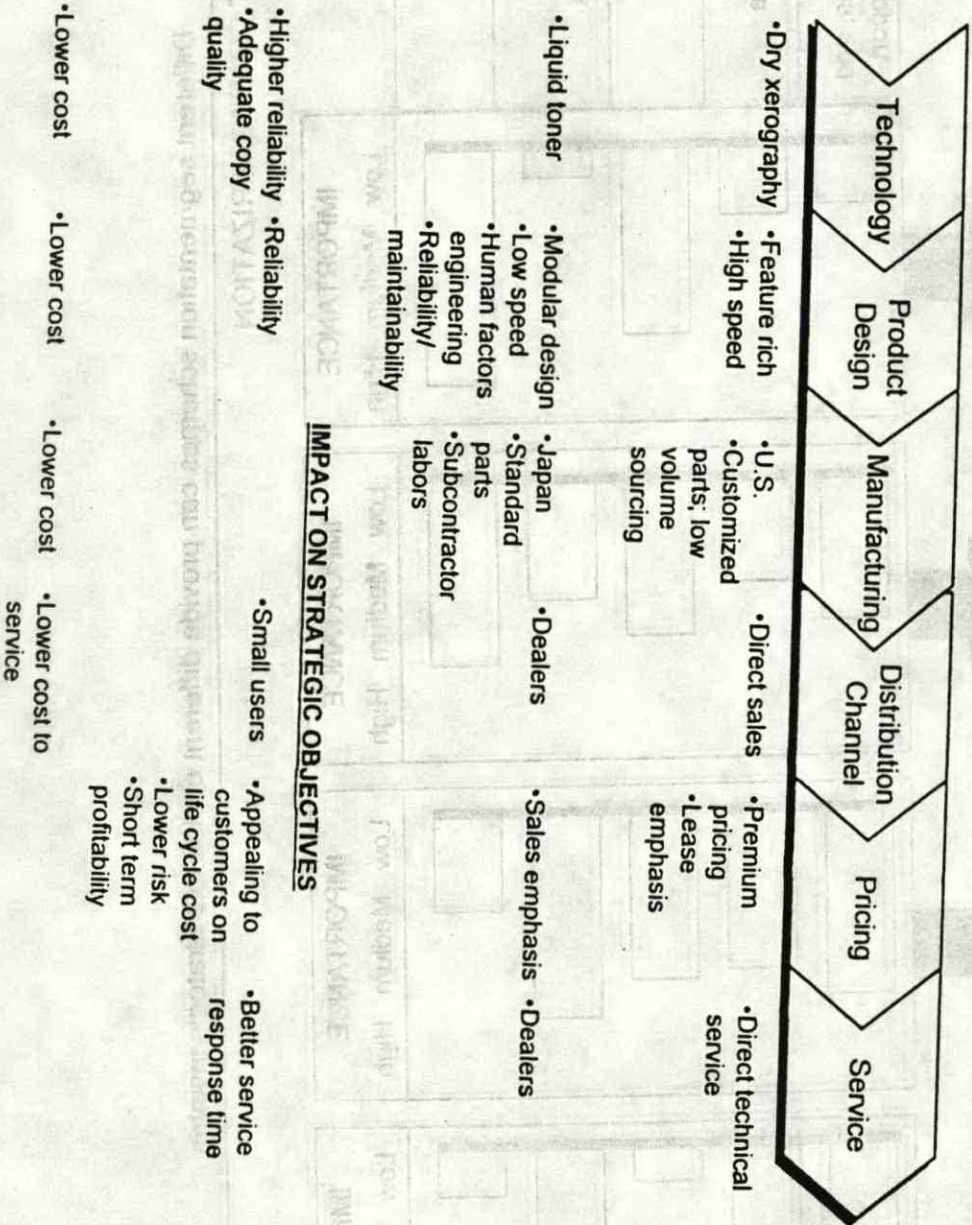 Technology
Product
Design
Manufacturing
Distribution
Channel
Pricing
Service
•Dry xerography
•Feature rich
•High speed
•U.S.
•Customized
parts; low
volume
sourcing
•Direct sales
•Premium
pricing
•Lease
emphasis
•Direct technical
service
•Liquid toner
•Modular design
•Low speed
•Human factors
engineering
•Reliability/
maintainability
•Japan
•Standard
parts
•Subcontractor
labors
•Dealers
•Sales emphasis
•Dealers
IMPACT ON STRATEGIC OBJECTIVES
•Higher reliability
•Adequate copy
quality
•Reliability
•Small users
•Appealing to
customers on
life cycle cost
•Lower risk
•Short term
profitability
•Better service
response time
•Lower cost
•Lower cost
•Lower cost
•Lower cost to
service